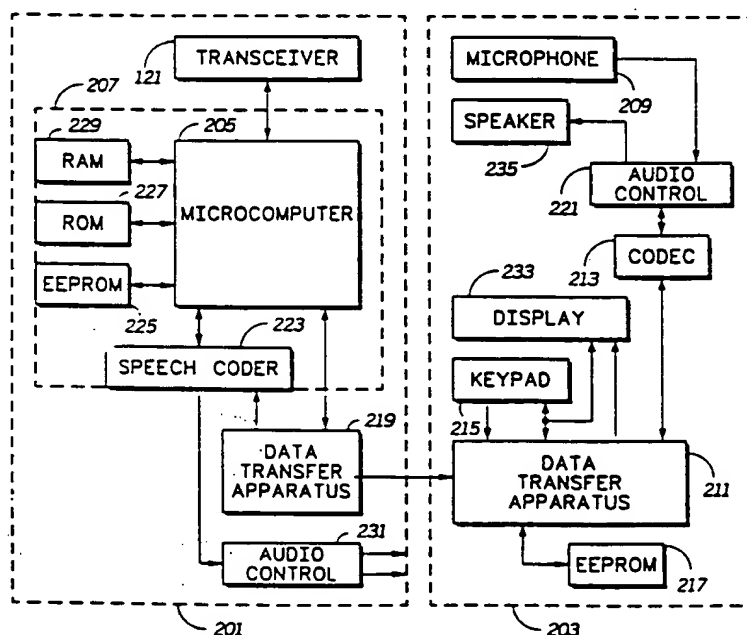 TRANSCEIVER
121
207
229
205
RAM
227
ROM
MICROCOMPUTER
EEPROM
225
223
SPEECH CODER
219
DATA
TRANSFER
APPARATUS
231
AUDIO
CONTROL
201
MICROPHONE
209
SPEAKER
235
AUDIO
CONTROL
221
CODEC
213
233
DISPLAY
KEYPAD
215
DATA
TRANSFER
APPARATUS
211
EEPROM
217
203